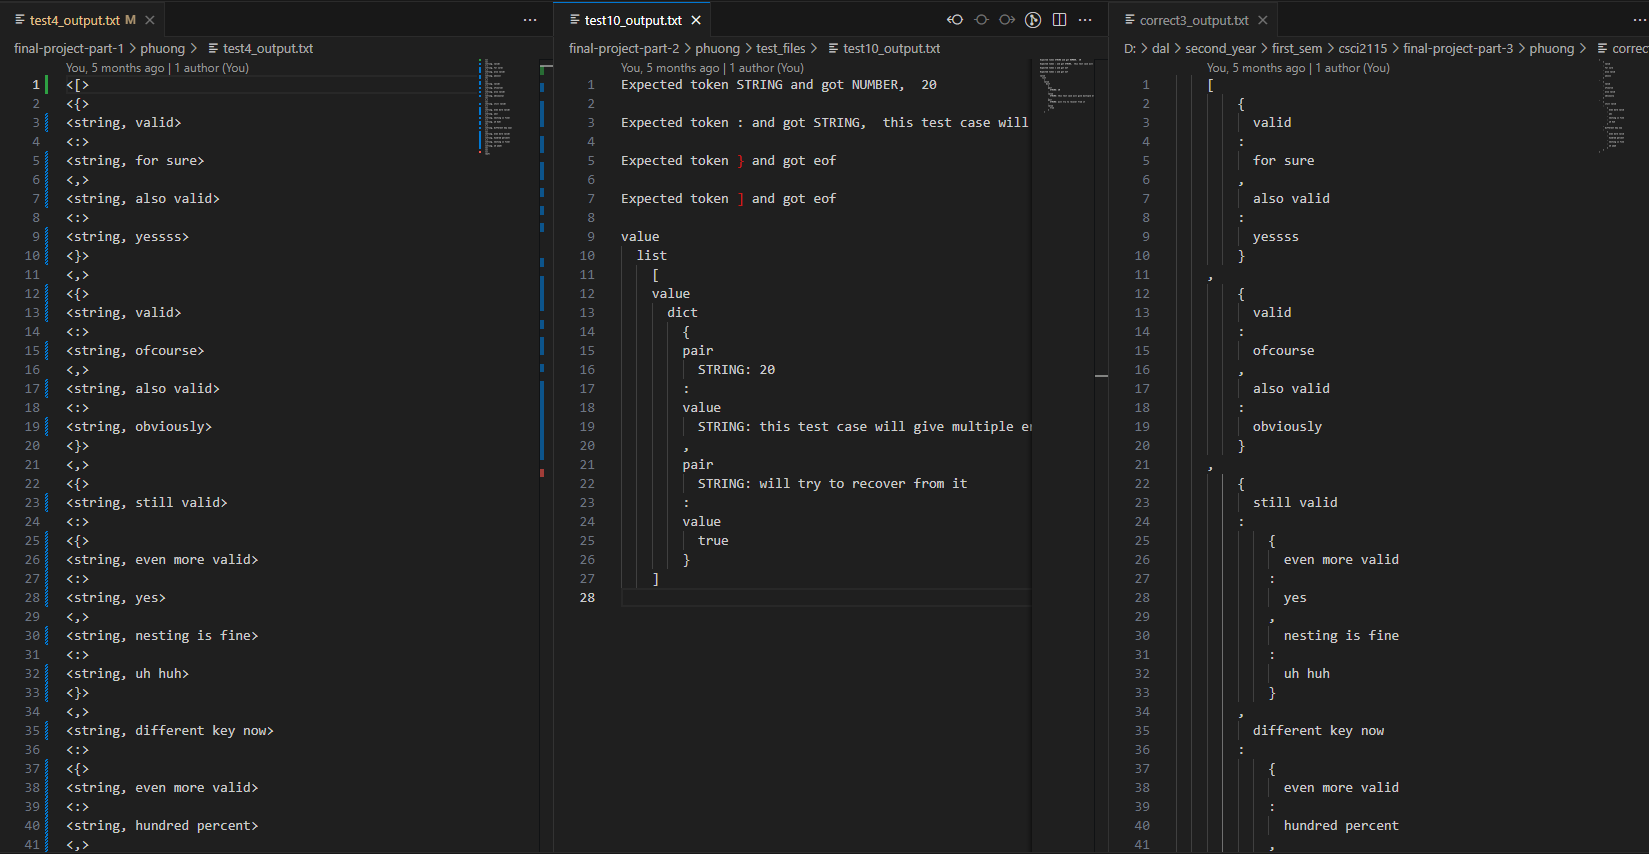 test4_output.txt M
final-project-part-1 > phuong > test4_output.txt
You, 5 months ago | 1 author (You)
1 <[>
2 <{>
3 <string, valid>
4 <:>
5 <string, for sure>
6 <,>
7 <string, also valid>
8 <:>
9 <string, yessss>
10 <}>
11 <,>
12 <{>
13 <string, valid>
14 <:>
15 <string, ofcourse>
16 <,>
17 <string, also valid>
18 <:>
19 <string, obviously>
20 <}>
21 <,>
22 <{>
23 <string, still valid>
24 <:>
25 <{>
26 <string, even more valid>
27 <:>
28 <string, yes>
29 <,>
30 <string, nesting is fine>
31 <:>
32 <string, uh huh>
33 <}>
34 <,>
35 <string, different key now>
36 <:>
37 <{>
38 <string, even more valid>
39 <:>
40 <string, hundred percent>
41 <,>
test10_output.txt
final-project-part-2 > phuong > test_files > test10_output.txt
You, 5 months ago | 1 author (You)
1 Expected token STRING and got NUMBER,  20
2
3 Expected token : and got STRING,  this test case will
4
5 Expected token } and got eof
6
7 Expected token ] and got eof
8
9 value
10 list
11 [
12 value
13 dict
14 {
15 pair
16 STRING: 20
17 :
18 value
19 STRING: this test case will give multiple
20 ,
21 pair
22 STRING: will try to recover from it
23 :
24 value
25 true
26 }
27 ]
28
correct3_output.txt
D: > dal > second_year > first_sem > csci2115 > final-project-part-3 > phuong > correc
You, 5 months ago | 1 author (You)
1 [
2 {
3 valid
4 :
5 for sure
6 ,
7 also valid
8 :
9 yessss
10 }
11 ,
12 {
13 valid
14 :
15 ofcourse
16 ,
17 also valid
18 :
19 obviously
20 }
21 ,
22 {
23 still valid
24 :
25 {
26 even more valid
27 :
28 yes
29 ,
30 nesting is fine
31 :
32 uh huh
33 }
34 ,
35 different key now
36 :
37 {
38 even more valid
39 :
40 hundred percent
41 ,